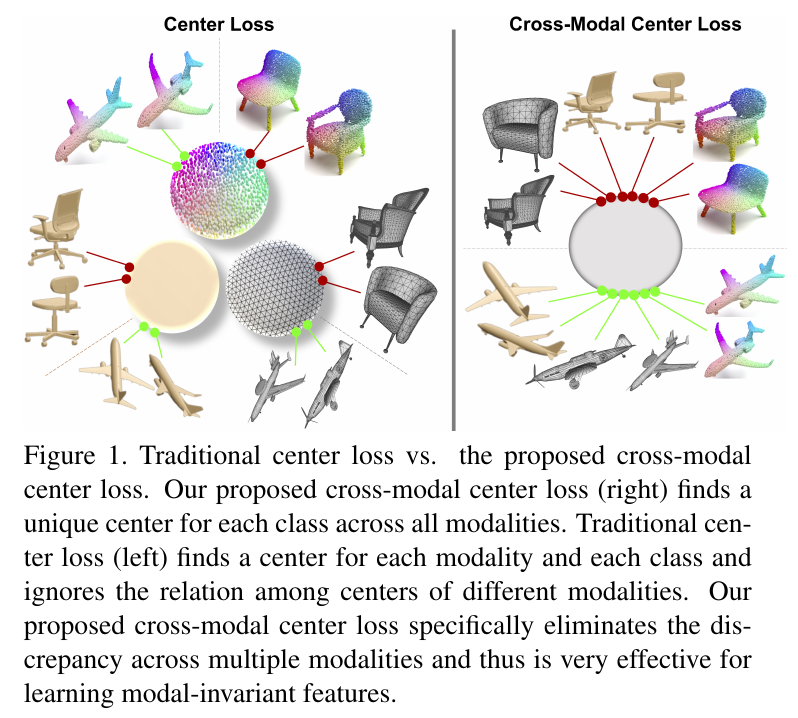 Center Loss
Cross-Modal Center Loss
Figure 1. Traditional center loss vs. the proposed cross-modal
center loss. Our proposed cross-modal center loss (right) finds a
unique center for each class across all modalities. Traditional cen-
ter loss (left) finds a center for each modality and each class and
ignores the relation among centers of different modalities. Our
proposed cross-modal center loss specifically eliminates the dis-
crepancy across multiple modalities and thus is very effective for
learning modal-invariant features.